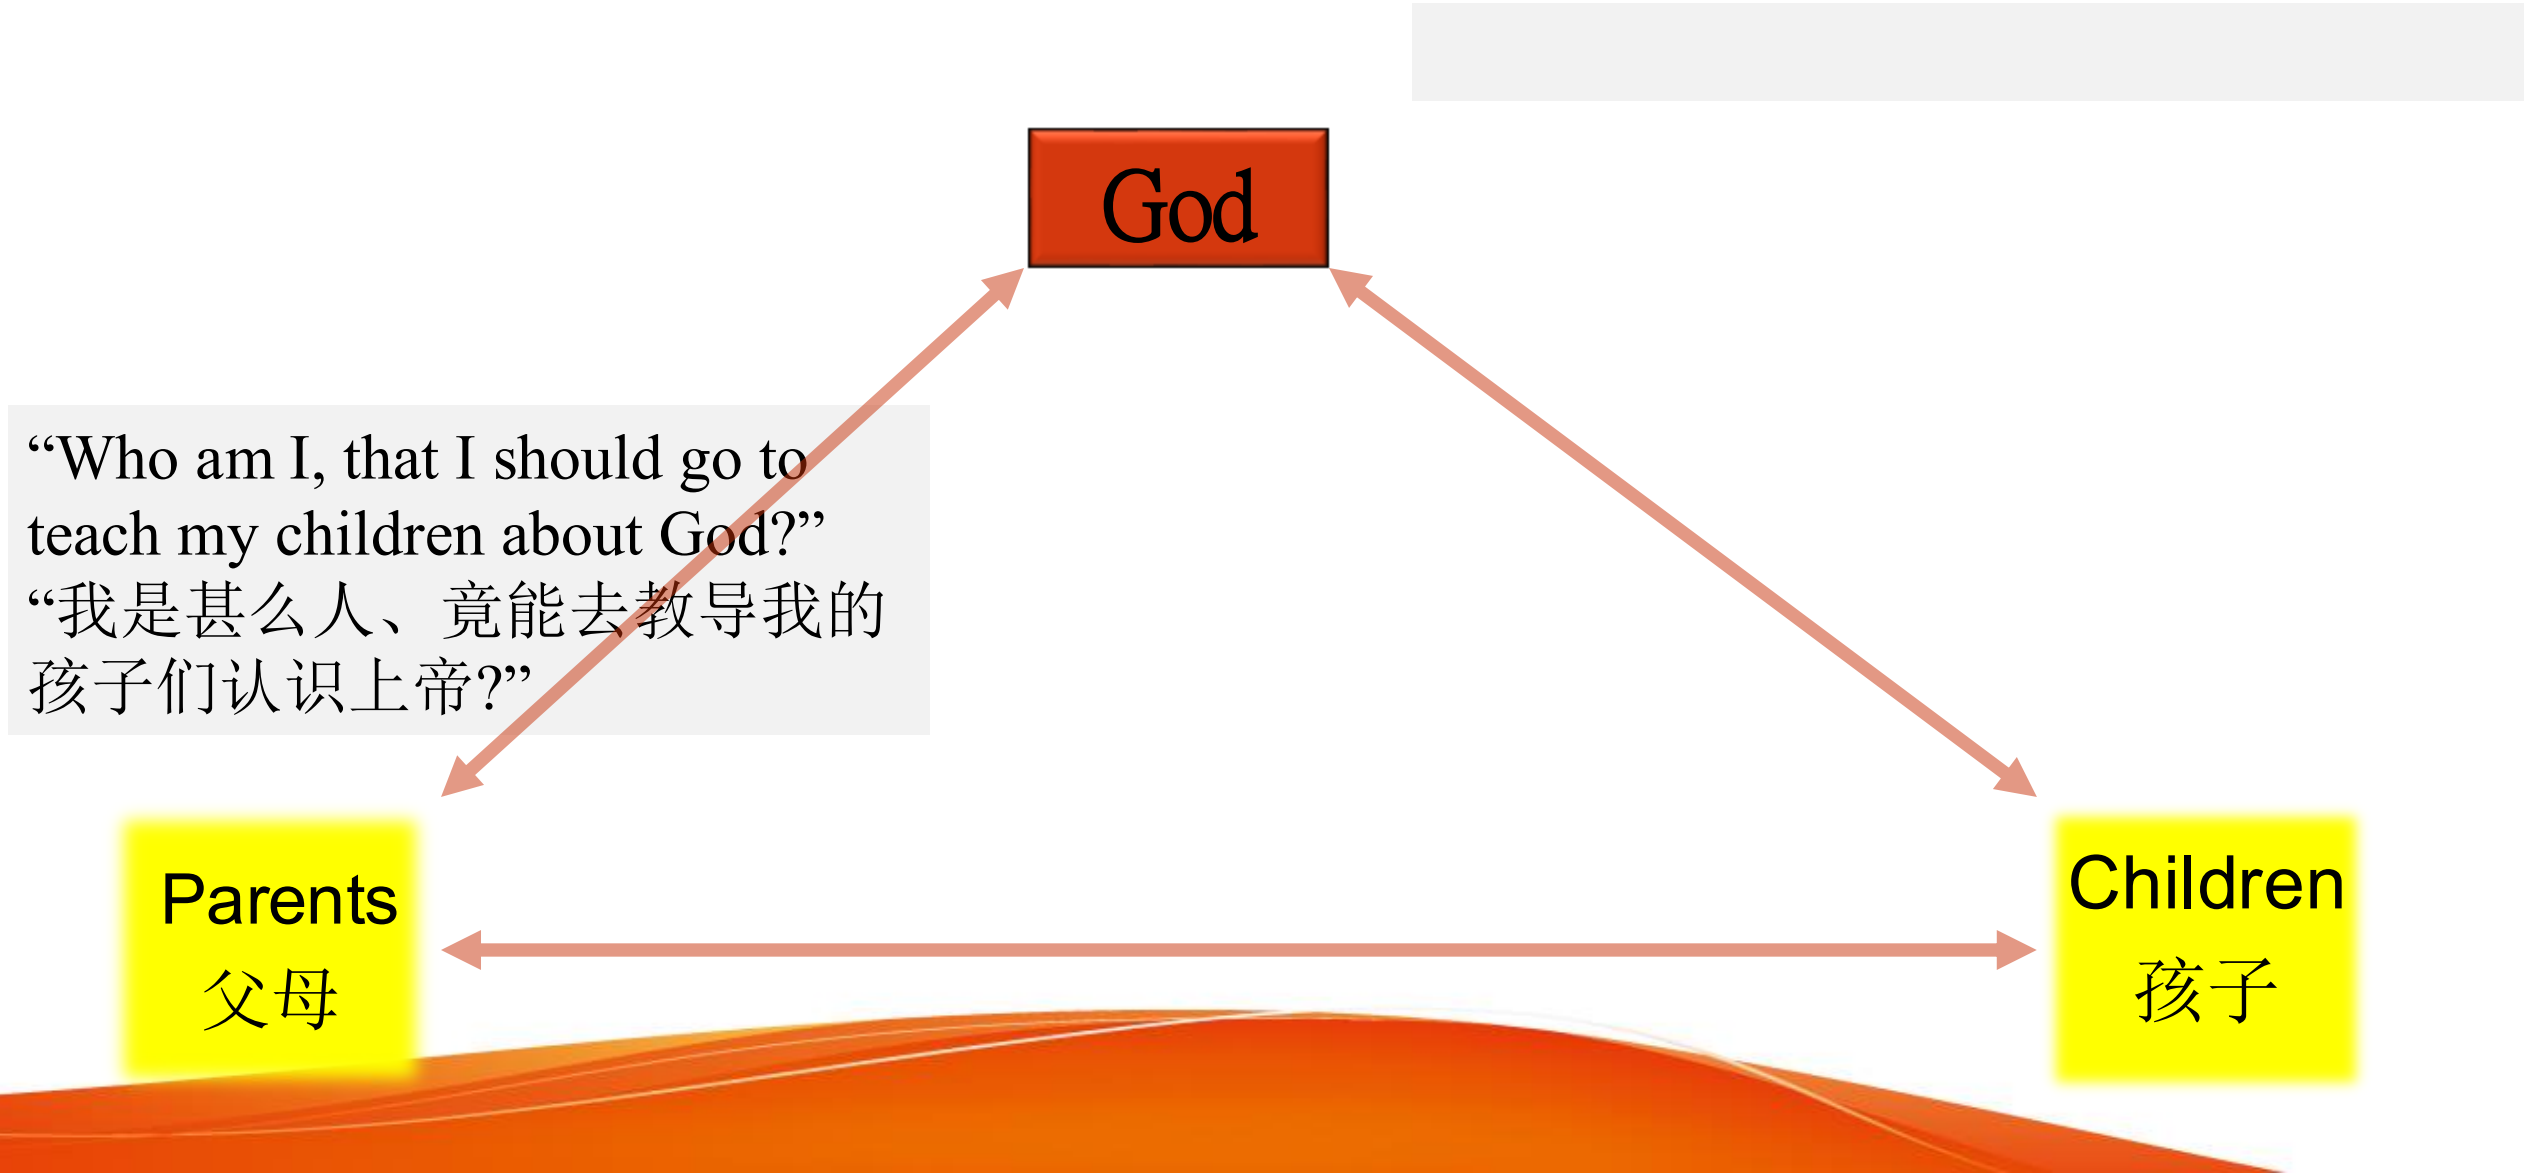 God
“Who am I, that I should go to
teach my children about God?”
“我是甚么人、竟能去教导我的
孩子们认识上帝?”
Parents
父母
Children
孩子